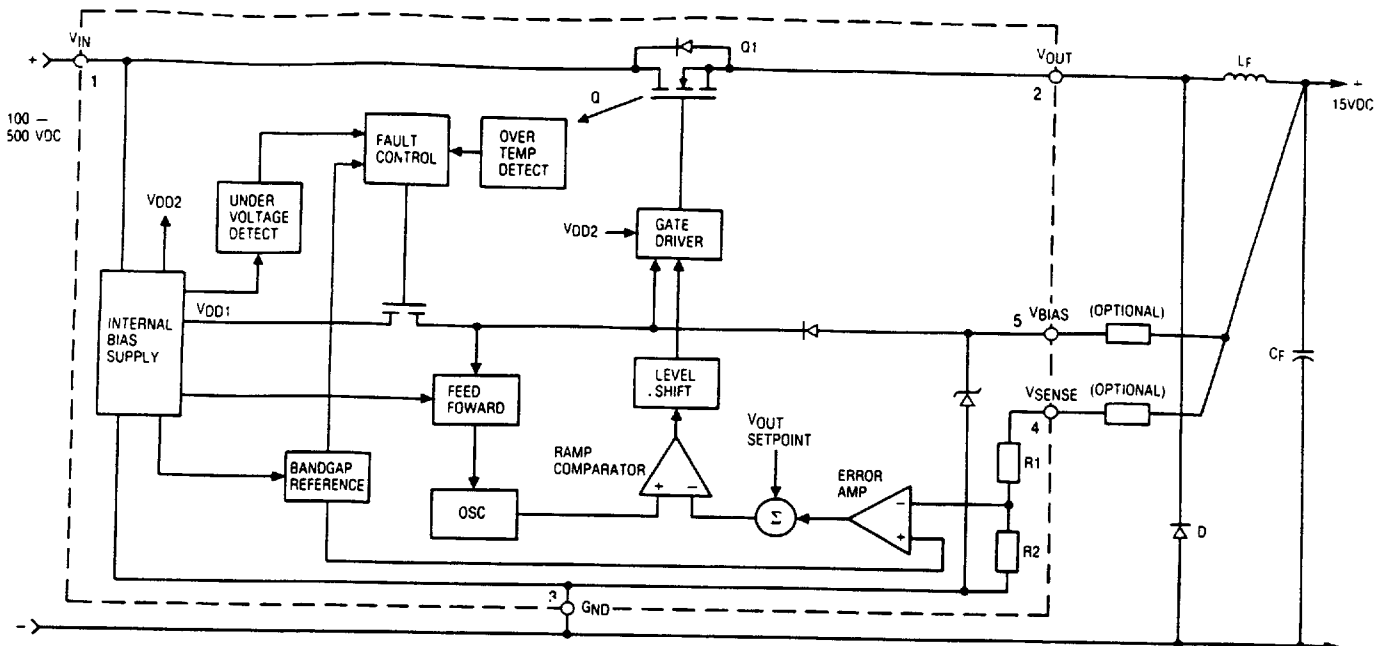 VIN
+
1
100 —
500 VDC
Q1
VOUT
2
LF
+
15VDC
Q
FAULT
CONTROL
OVER
TEMP
DETECT
VDD2
UNDER
VOLTAGE
DETECT
VDD2
GATE
DRIVER
INTERNAL
BIAS
SUPPLY
VDD1
5
VBIAS
(OPTIONAL)
CF
FEED
FOWARD
LEVEL
.SHIFT
VSENSE
(OPTIONAL)
4
VOUT
SETPOINT
RAMP
COMPARATOR
ERROR
AMP
R1
BANDGAP
REFERENCE
OSC
+ −
Σ
−
+
R2
D
3
GND
−